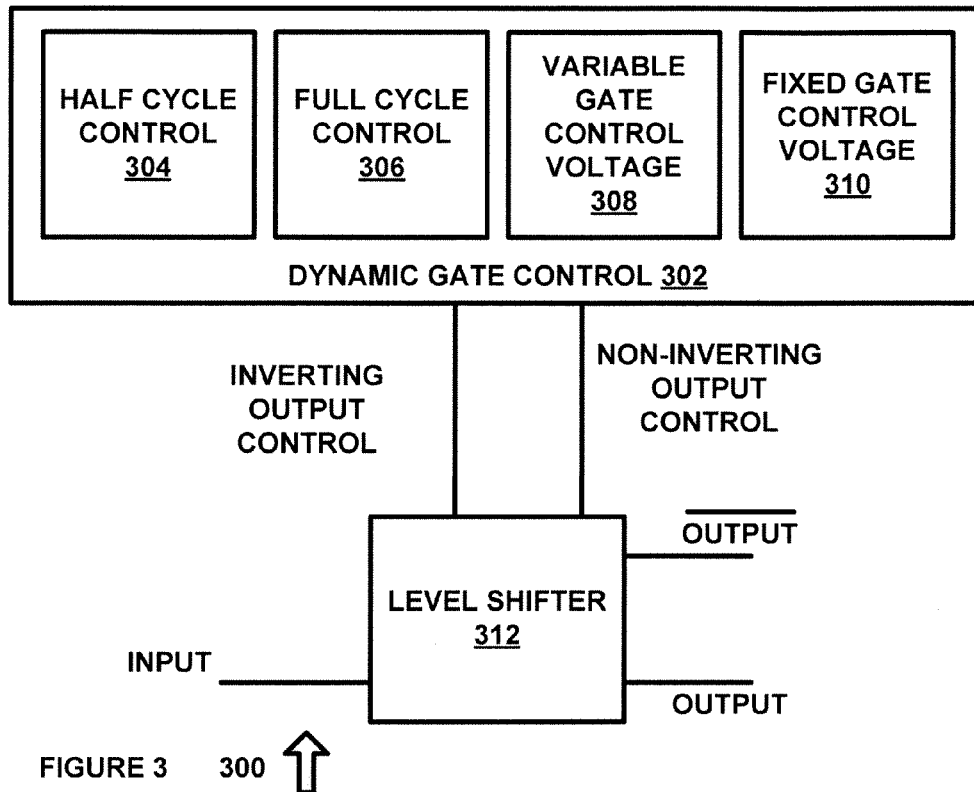 HALF CYCLE
CONTROL
304
FULL CYCLE
CONTROL
306
VARIABLE
GATE
CONTROL
VOLTAGE
308
FIXED GATE
CONTROL
VOLTAGE
310
DYNAMIC GATE CONTROL 302
INVERTING
OUTPUT
CONTROL
NON-INVERTING
OUTPUT
CONTROL
OUTPUT
LEVEL SHIFTER
312
INPUT
OUTPUT
FIGURE 3 300